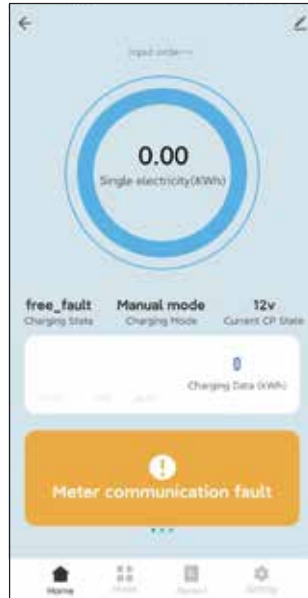 0.00
Single electricity(KWh)
free_fault Manual mode 12v
Charging State Charging Mode Current CP State
0
Charging Data (kWh)
Meter communication fault
Home